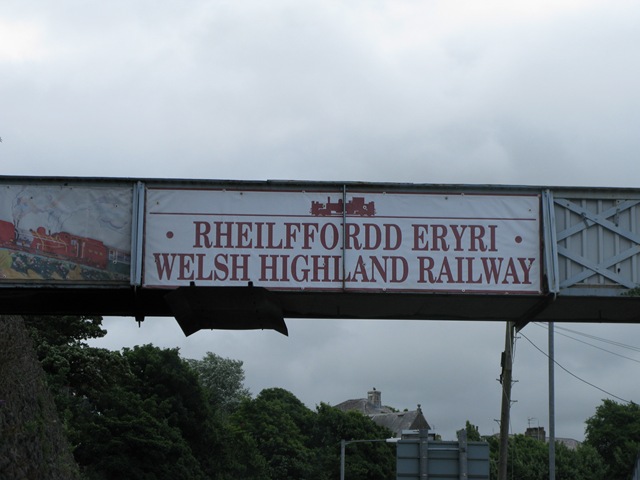 • RHEILFFORDD ERYRI •
WELSH HIGHLAND RAILWAY